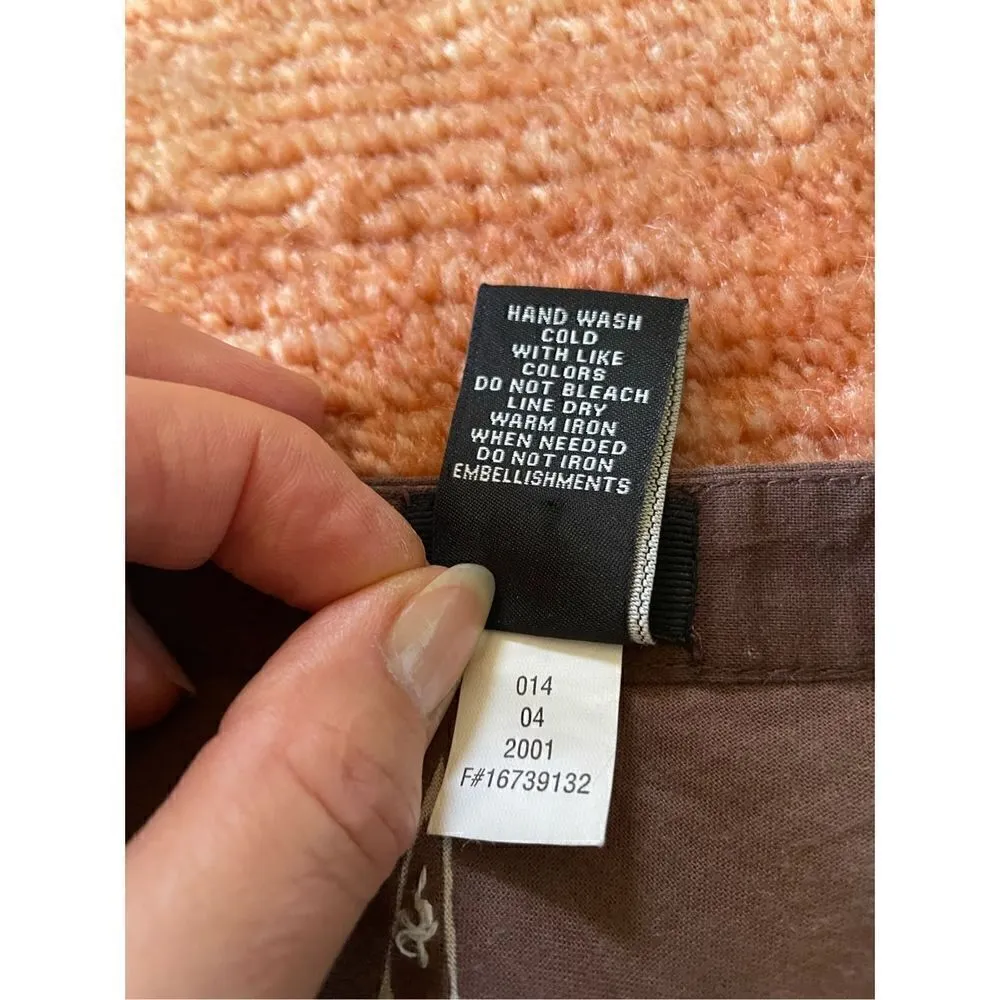 HAND WASH
COLD
WITH LIKE
COLORS
DO NOT BLEACH
LINE DRY
WARM IRON
WHEN NEEDED
DO NOT IRON
EMBELLISHMENTS
014
04
2001
F#16739132